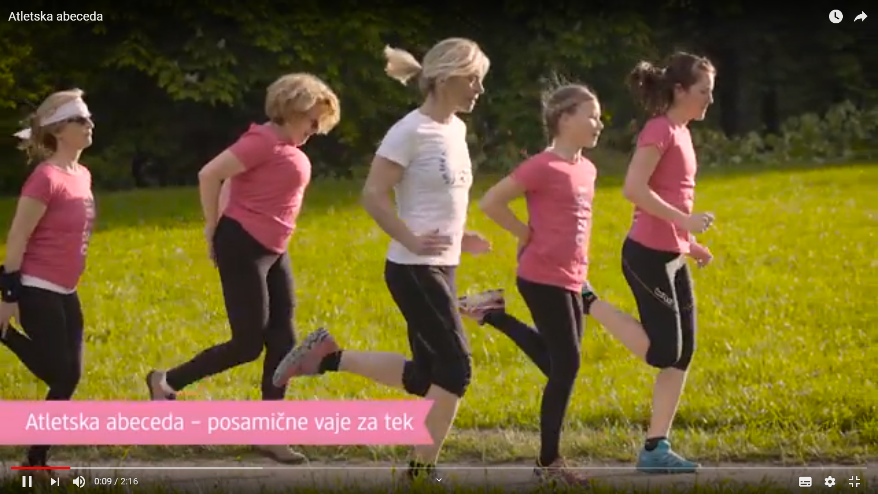 Atletska abeceda
Atletska abeceda – posamične vaje za tek
0:09 / 2:16